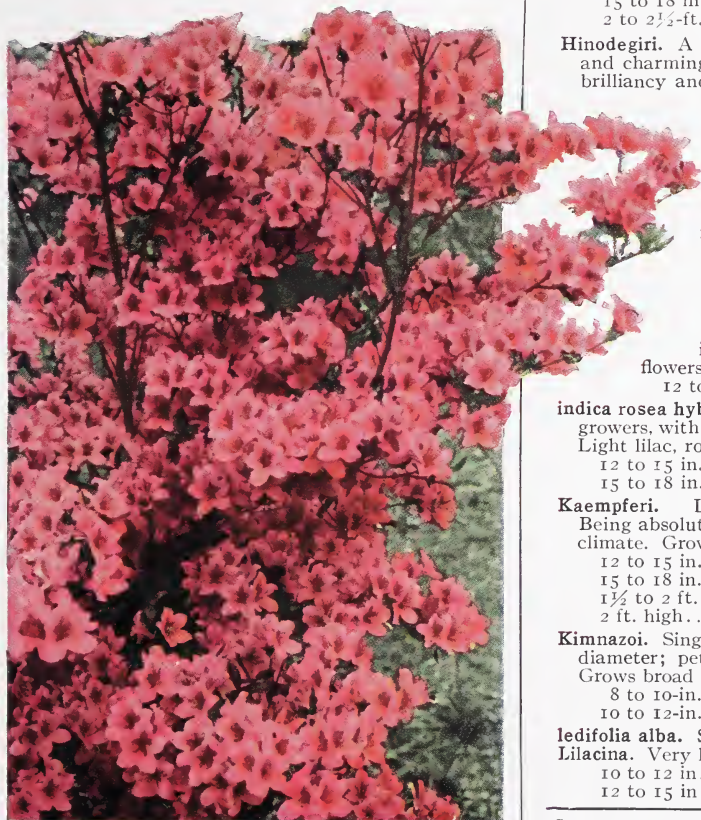 15 to 18 in
2 to 2½-ft.
Hinodegiri. A
and charming
brilliancy and
flowers
12 to
indica rosea hyb
growers, with
Light lilac, ro
12 to 15 in.
15 to 18 in.
Kaempferi. L
Being absolut
climate. Grow
12 to 15 in.
15 to 18 in.
1½ to 2 ft.
2 ft. high..
Kimnazoi. Sing
diameter; pet
Grows broad
8 to 10-in.
10 to 12-in.
ledifolia alba. S
Lilacina. Very l
10 to 12 in.
12 to 15 in